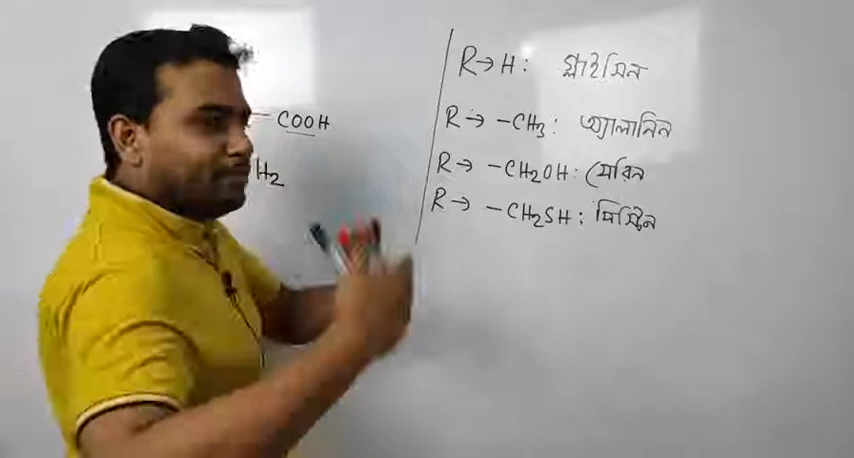 — COOH
H₂
R → H : গ্লাইসিন
R → −CH₃ : অ্যালানিন
R → −CH₂OH : সেরিন
R → −CH₂SH : সিস্টিন